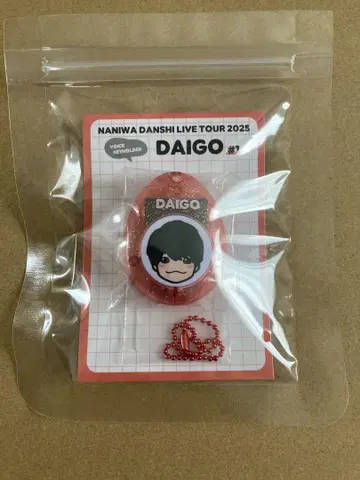 NANIWA DANSHI LIVE TOUR 2025
VOICE
KEYHOLDER
DAIGO #1
DAIGO